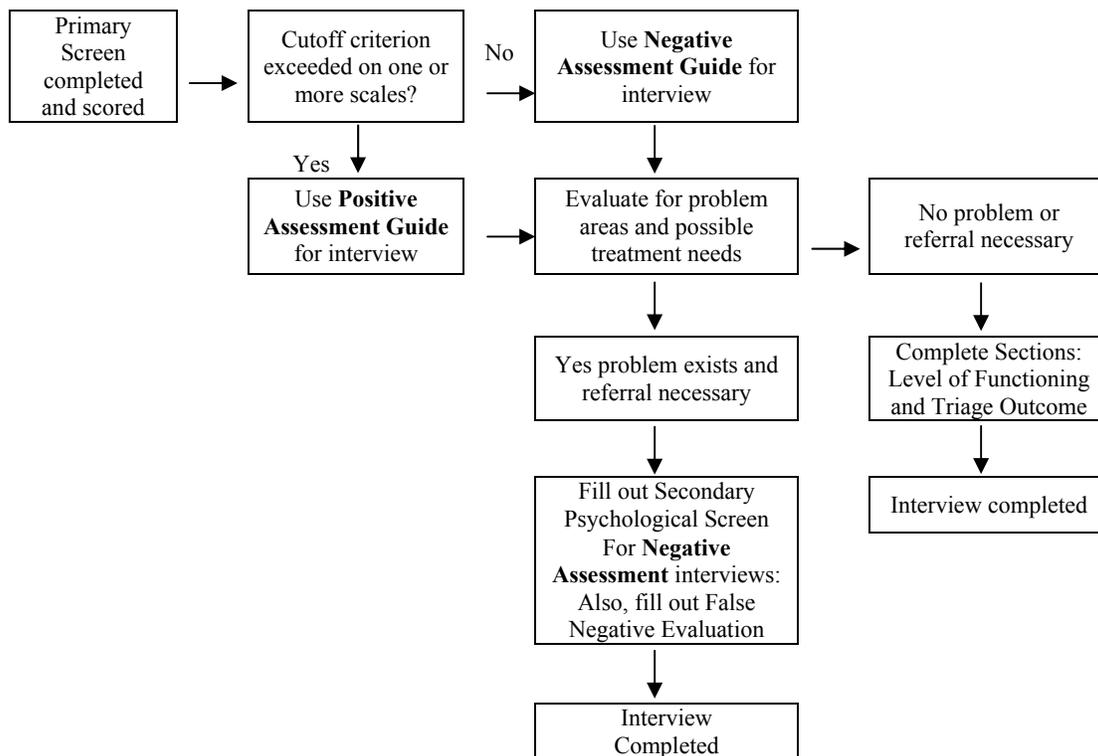 Primary
Screen
completed
and scored
Cutoff criterion
exceeded on one or
more scales?
No
Use Negative
Assessment Guide for
interview
Yes
Use Positive
Assessment Guide
for interview
Evaluate for problem
areas and possible
treatment needs
No problem or
referral necessary
Yes problem exists and
referral necessary
Complete Sections:
Level of Functioning
and Triage Outcome
Fill out Secondary
Psychological Screen
For Negative
Assessment interviews:
Also, fill out False
Negative Evaluation
Interview completed
Interview
Completed